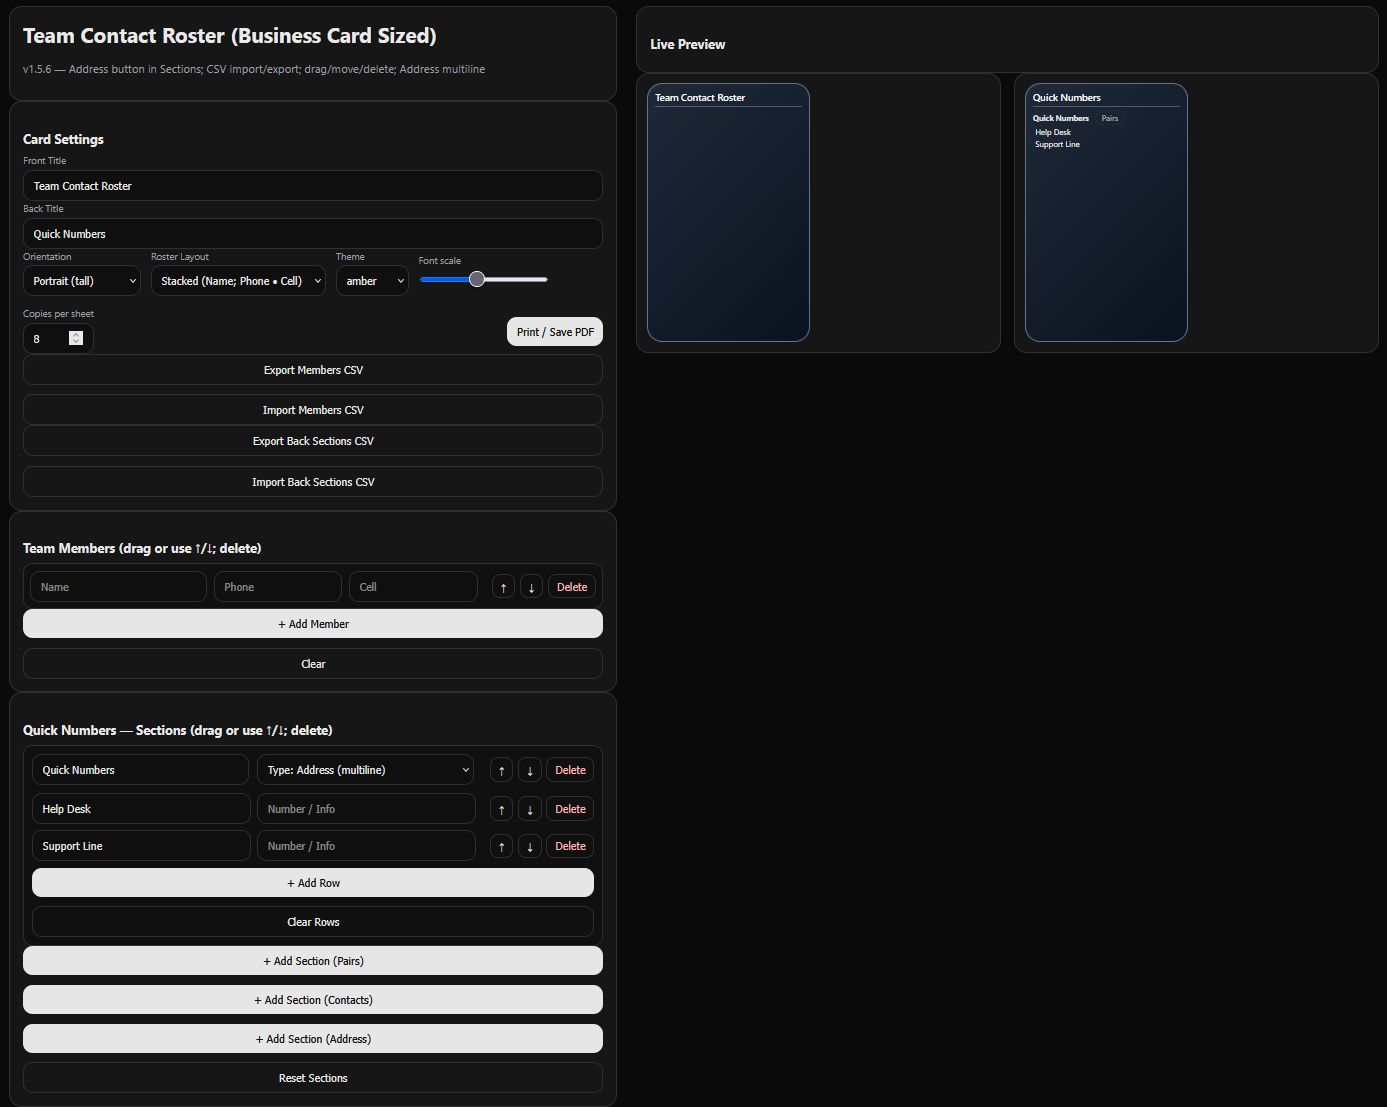 Team Contact Roster (Business Card Sized)
v1.5.6 — Address button in Sections; CSV import/export; drag/move/delete; Address multiline
Card Settings
Front Title
Team Contact Roster
Back Title
Quick Numbers
Orientation Roster Layout Theme Font scale
Portrait (tall) Stacked (Name; Phone • Cell) amber
Copies per sheet
8 Print / Save PDF
Export Members CSV
Import Members CSV
Export Back Sections CSV
Import Back Sections CSV
Team Members (drag or use ↑/↓; delete)
Name Phone Cell ↑ ↓ Delete
+ Add Member
Clear
Quick Numbers — Sections (drag or use ↑/↓; delete)
Quick Numbers Type: Address (multiline) ↑ ↓ Delete
Help Desk Number / Info ↑ ↓ Delete
Support Line Number / Info ↑ ↓ Delete
+ Add Row
Clear Rows
+ Add Section (Pairs)
+ Add Section (Contacts)
+ Add Section (Address)
Reset Sections
Live Preview
Team Contact Roster
Quick Numbers
Quick Numbers Pairs
Help Desk
Support Line